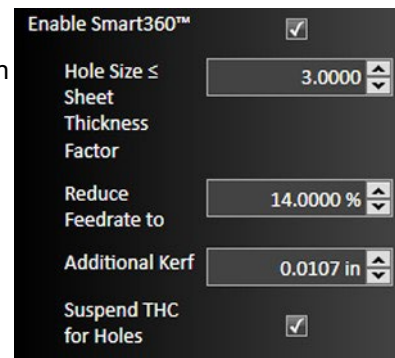 Enable Smart360™
n
Hole Size ≤ 3.0000
Sheet
Thickness
Factor
Reduce 14.0000 %
Feedrate to
Additional Kerf 0.0107 in
Suspend THC
for Holes